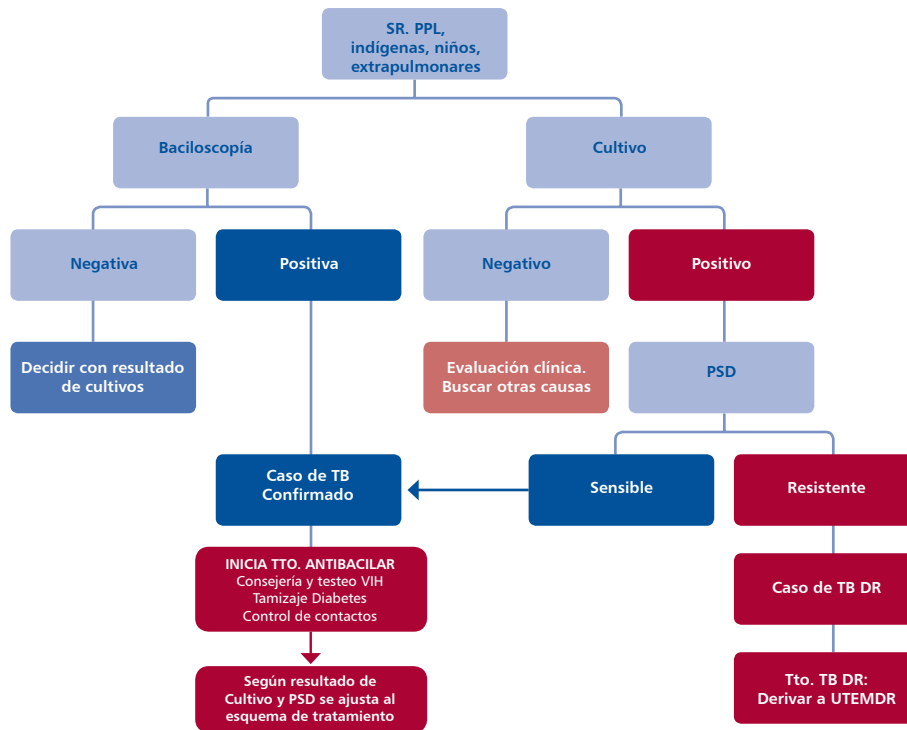 SR. PPL,
indígenas, niños,
extrapulmonares
Baciloscopía
Cultivo
Negativa
Positiva
Negativo
Positivo
Decidir con resultado
de cultivos
Evaluación clínica.
Buscar otras causas
PSD
Caso de TB
Confirmado
Sensible
Resistente
INICIA TTO. ANTIBACILAR
Consejería y testeo VIH
Tamizaje Diabetes
Control de contactos
Caso de TB DR
Según resultado de
Cultivo y PSD se ajusta al
esquema de tratamiento
Tto. TB DR:
Derivar a UTEMDR